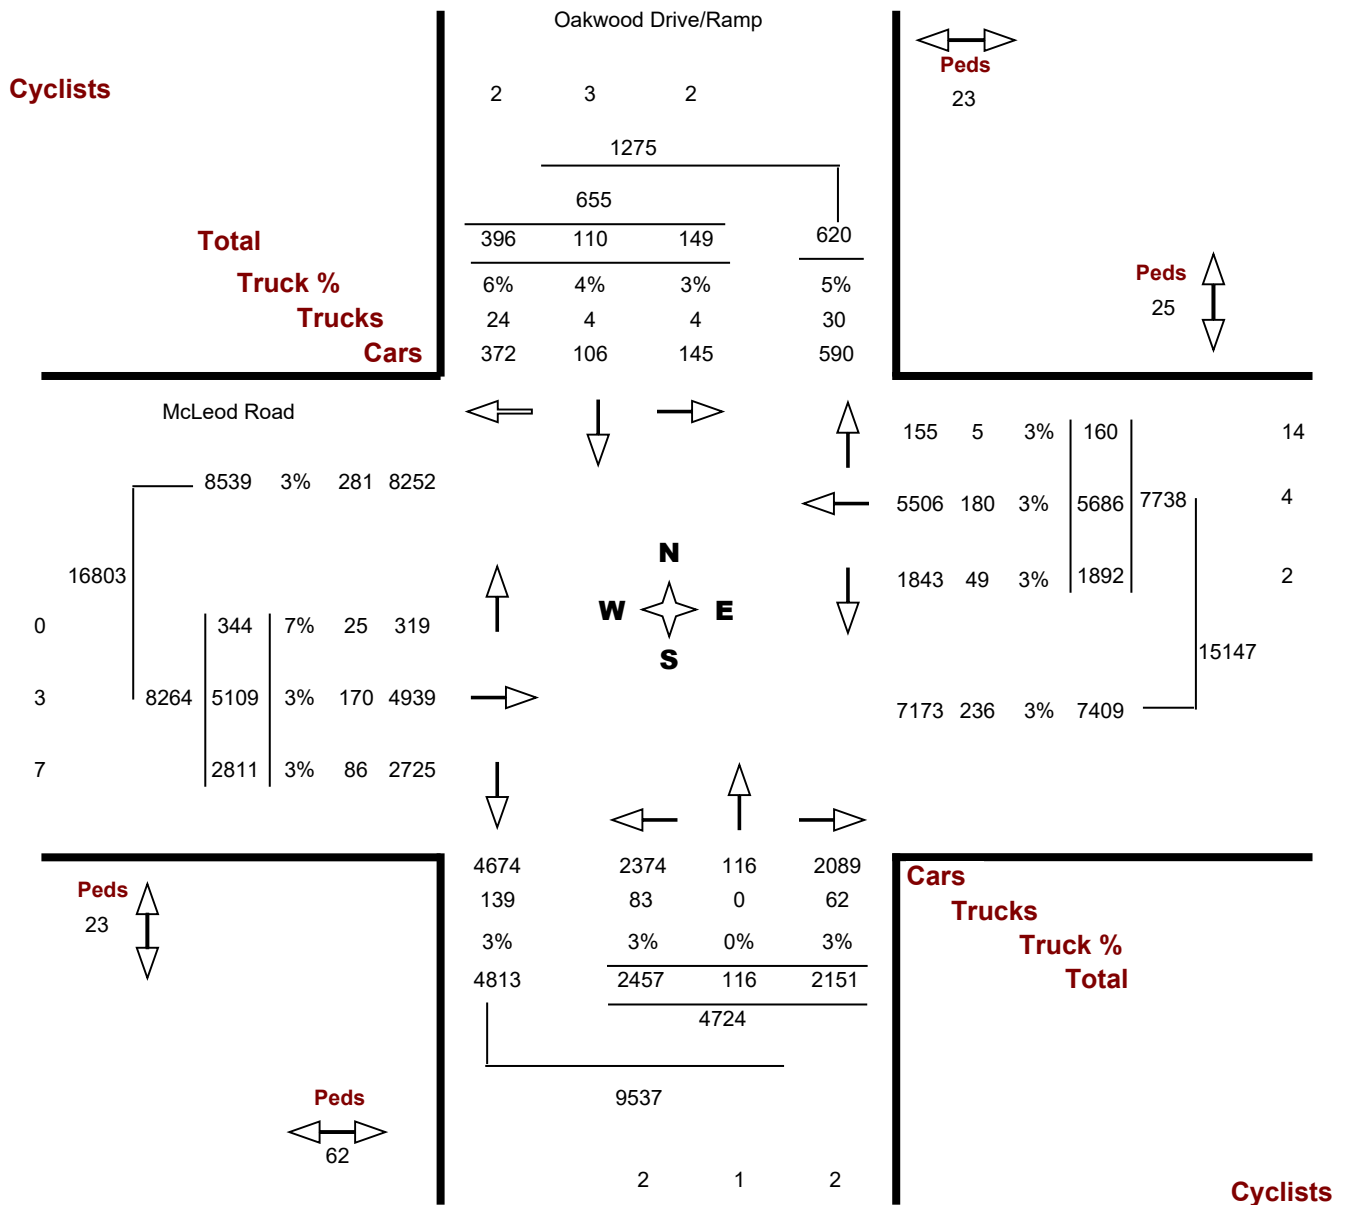 Oakwood Drive/Ramp
Peds
23
Cyclists
2 3 2
1275
655
Total 396 110 149 620
Truck % 6% 4% 3% 5%
Peds
25
Trucks 24 4 4 30
Cars 372 106 145 590
McLeod Road
155 5 3% 160 14
8539 3% 281 8252
5506 180 3% 5686 7738 4
N
16803
1843 49 3% 1892 2
W E
0 344 7% 25 319
S
15147
3 8264 5109 3% 170 4939
7173 236 3% 7409
7 2811 3% 86 2725
4674 2374 116 2089 Cars
Peds
23
139 83 0 62 Trucks
3% 3% 0% 3% Truck %
4813 2457 116 2151 Total
4724
9537
Peds
62
2 1 2
Cyclists